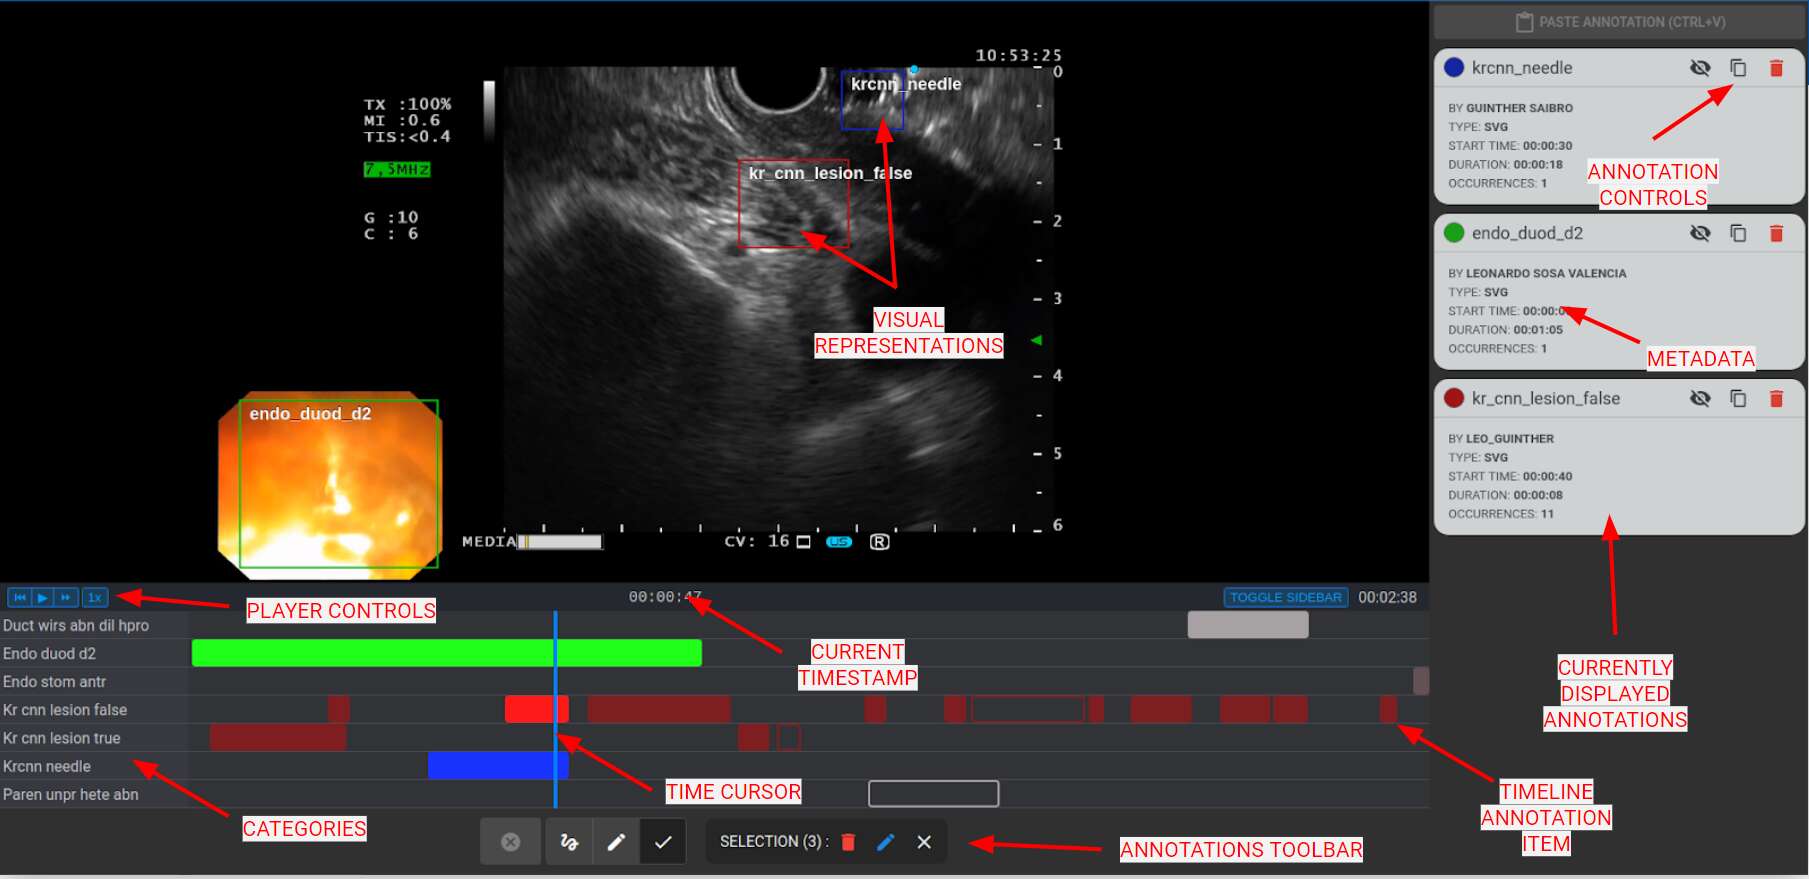 PASTE ANNOTATION (CTRL+V)
10:53:25
TX :100%
MI :0.6
TIS:<0.4
7,5MHz
G :10
C : 6
krcnn_needle
kr_cnn_lesion_false
0
1
2
3
4
5
6
VISUAL
REPRESENTATIONS
endo_duod_d2
MEDIA
CV: 16
US
R
krcnn_needle
BY GUINTHER SAIBRO
TYPE: SVG
START TIME: 00:00:30
DURATION: 00:00:18
OCCURRENCES: 1
ANNOTATION
CONTROLS
endo_duod_d2
BY LEONARDO SOSA VALENCIA
TYPE: SVG
START TIME: 00:00:0
DURATION: 00:01:05
OCCURRENCES: 1
METADATA
kr_cnn_lesion_false
BY LEO_GUINTHER
TYPE: SVG
START TIME: 00:00:40
DURATION: 00:00:08
OCCURRENCES: 11
CURRENTLY
DISPLAYED
ANNOTATIONS
1x
PLAYER CONTROLS
00:00:47
TOGGLE SIDEBAR
00:02:38
CURRENT
TIMESTAMP
Duct wirs abn dil hpro
Endo duod d2
Endo stom antr
Kr cnn lesion false
Kr cnn lesion true
Krcnn needle
Paren unpr hete abn
TIME CURSOR
CATEGORIES
TIMELINE
ANNOTATION
ITEM
SELECTION (3) :
ANNOTATIONS TOOLBAR